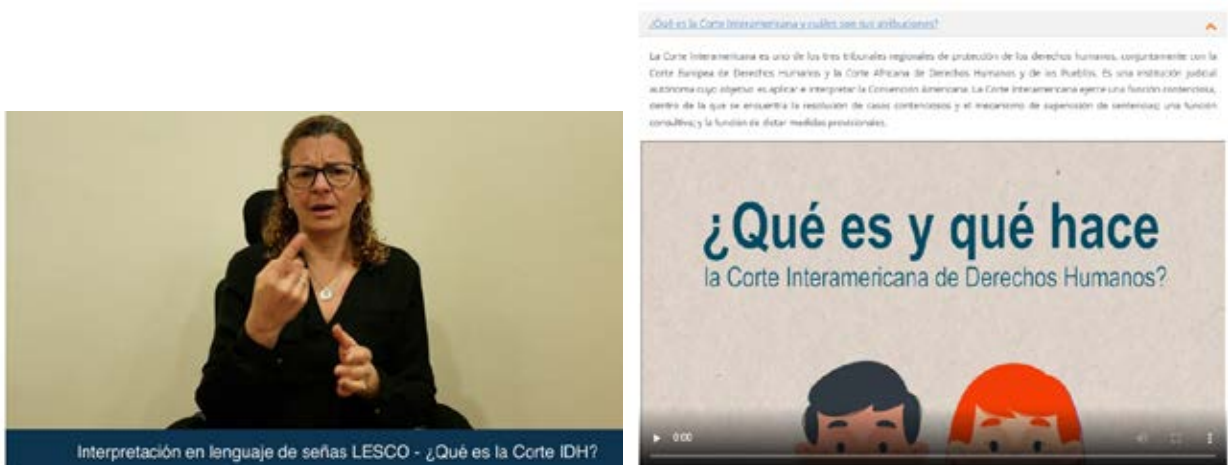 Interpretación en lenguaje de señas LESCO - ¿Qué es la Corte IDH?
¿Qué es la Corte Interamericana y cuáles son sus atribuciones?
La Corte Interamericana es uno de los tres tribunales regionales de protección de los derechos humanos, conjuntamente con la
Corte Europea de Derechos Humanos y la Corte Africana de Derechos Humanos y de los Pueblos. Es una institución judicial
autónoma cuyo objetivo es aplicar e interpretar la Convención Americana. La Corte Interamericana ejerce una función contenciosa,
dentro de la que se encuentra la resolución de casos contenciosos y el mecanismo de supervisión de sentencias; una función
consultiva; y la función de dictar medidas provisionales.
¿Qué es y qué hace
la Corte Interamericana de Derechos Humanos?
0:00